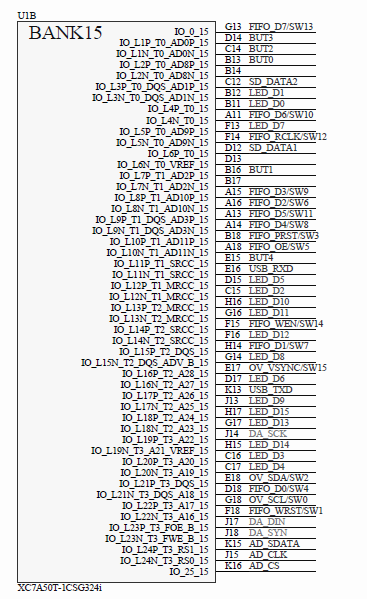 U1B
BANK15
IO_0_15 G13 FIFO_D7/SW13
IO_L1P_T0_AD0P_15 D14 BUT3
IO_L1N_T0_AD0N_15 C14 BUT2
IO_L2P_T0_AD8P_15 B13 BUT0
IO_L2N_T0_AD8N_15 B14
IO_L3P_T0_DQS_AD1P_15 C12 SD_DATA2
IO_L3N_T0_DQS_AD1N_15 B12 LED_D1
IO_L4P_T0_15 B11 LED_D0
IO_L4N_T0_15 A11 FIFO_D6/SW10
IO_L5P_T0_AD9P_15 F13 LED_D7
IO_L5N_T0_AD9N_15 F14 FIFO_RCLK/SW12
IO_L6P_T0_15 D12 SD_DATA1
IO_L6N_T0_VREF_15 D13
IO_L7P_T1_AD2P_15 B16 BUT1
IO_L7N_T1_AD2N_15 B17
IO_L8P_T1_AD10P_15 A15 FIFO_D3/SW9
IO_L8N_T1_AD10N_15 A16 FIFO_D2/SW6
IO_L9P_T1_DQS_AD3P_15 A13 FIFO_D5/SW11
IO_L9N_T1_DQS_AD3N_15 A14 FIFO_D4/SW8
IO_L10P_T1_AD11P_15 B18 FIFO_PRST/SW3
IO_L10N_T1_AD11N_15 A18 FIFO_OE/SW5
IO_L11P_T1_SRCC_15 E15 BUT4
IO_L11N_T1_SRCC_15 E16 USB_RXD
IO_L12P_T1_MRCC_15 D15 LED_D5
IO_L12N_T1_MRCC_15 C15 LED_D2
IO_L13P_T2_MRCC_15 H16 LED_D10
IO_L13N_T2_MRCC_15 G16 LED_D11
IO_L14P_T2_SRCC_15 F15 FIFO_WEN/SW14
IO_L14N_T2_SRCC_15 F16 LED_D12
IO_L15P_T2_DQS_15 H14 FIFO_D1/SW7
IO_L15N_T2_DQS_ADV_B_15 G14 LED_D8
IO_L16P_T2_A28_15 E17 OV_VSYNC/SW15
IO_L16N_T2_A27_15 D17 LED_D6
IO_L17P_T2_A26_15 K13 USB_TXD
IO_L17N_T2_A25_15 J13 LED_D9
IO_L18P_T2_A24_15 H17 LED_D15
IO_L18N_T2_A23_15 G17 LED_D13
IO_L19P_T3_A22_15 J14 DA_SCK
IO_L19N_T3_A21_VREF_15 H15 LED_D14
IO_L20P_T3_A20_15 C16 LED_D3
IO_L20N_T3_A19_15 C17 LED_D4
IO_L21P_T3_DQS_15 E18 OV_SDA/SW2
IO_L21N_T3_DQS_A18_15 D18 FIFO_D0/SW4
IO_L22P_T3_A17_15 G18 OV_SCL/SW0
IO_L22N_T3_A16_15 F18 FIFO_WRST/SW1
IO_L23P_T3_FOE_B_15 J17 DA_DIN
IO_L23N_T3_FWE_B_15 J18 DA_SYN
IO_L24P_T3_RS1_15 K15 AD_SDATA
IO_L24N_T3_RS0_15 J15 AD_CLK
IO_25_15 K16 AD_CS
XC7A50T-1CSG324i